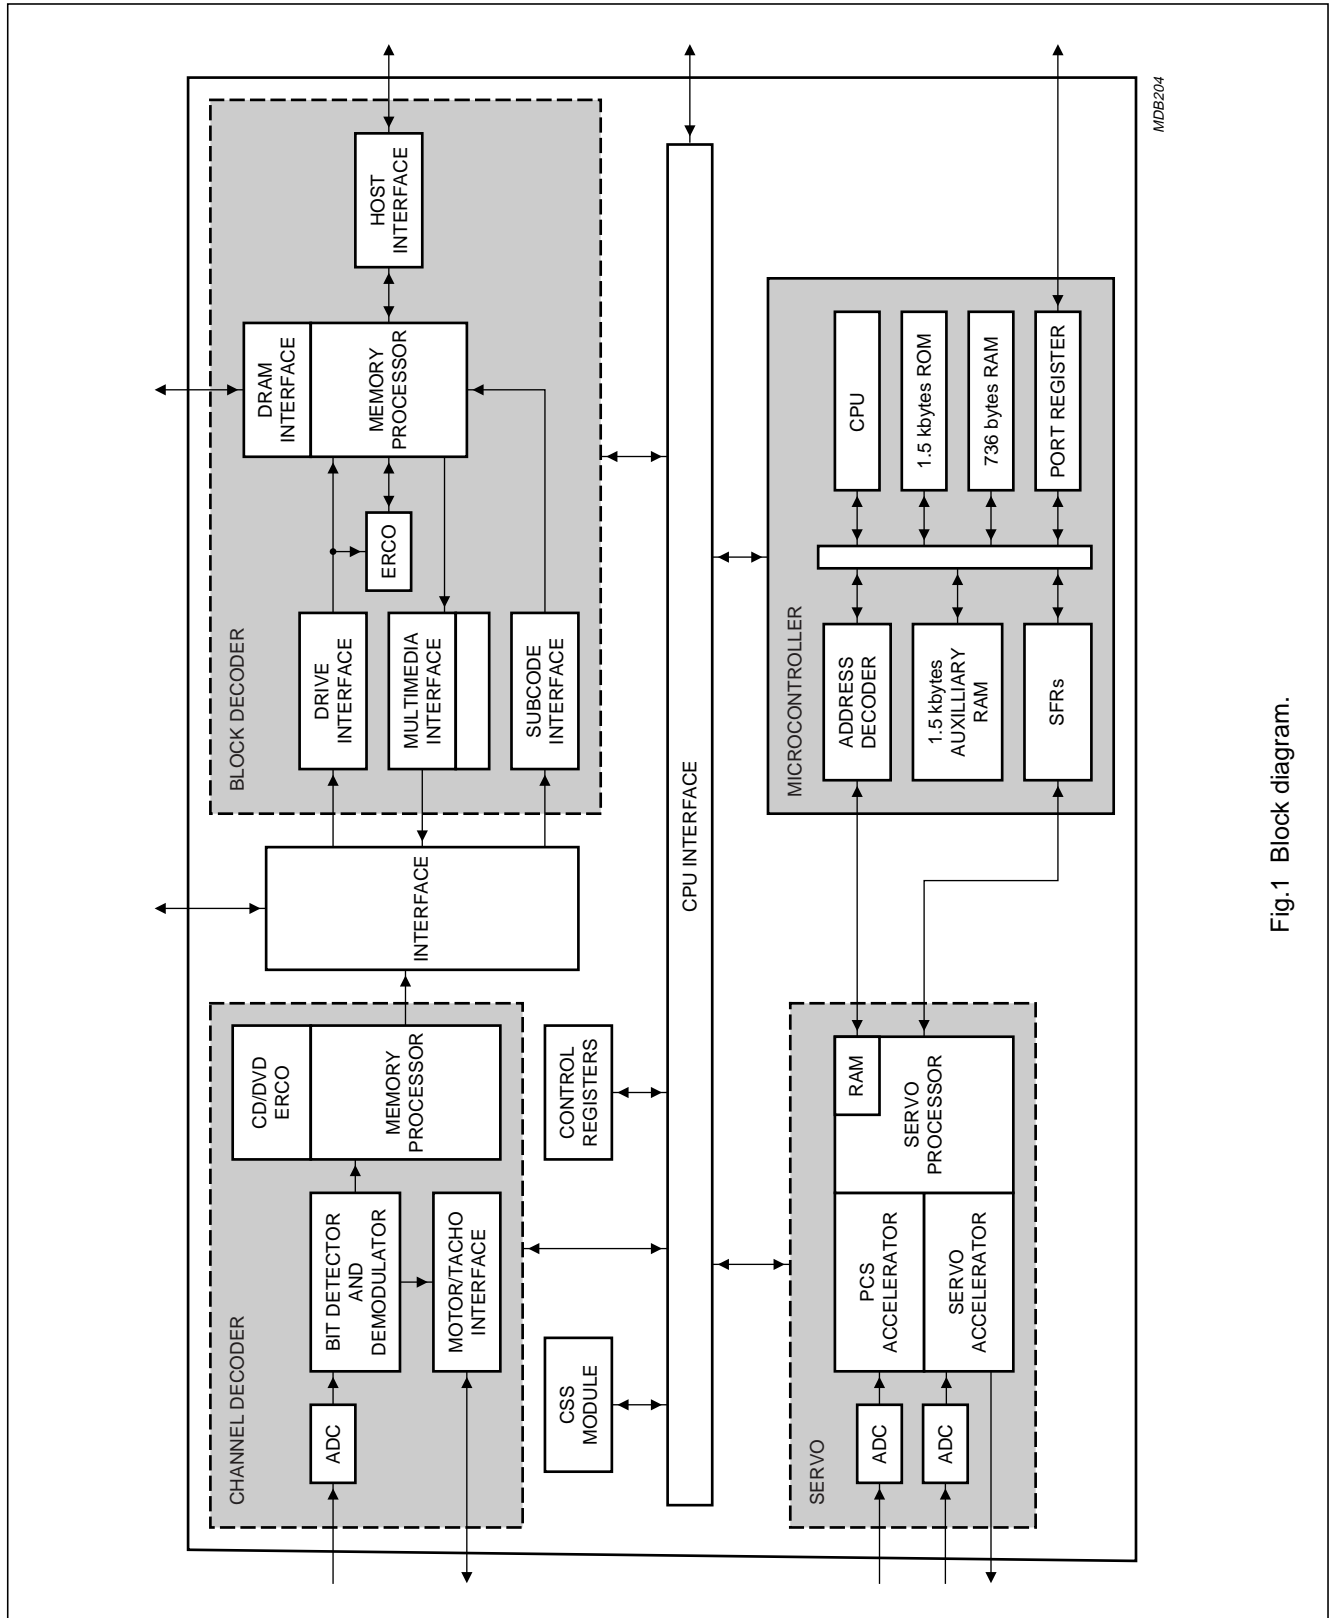 CHANNEL DECODER
ADC
BIT DETECTOR
AND
DEMODULATOR
MOTOR/TACHO
INTERFACE
CD/DVD
ERCO
MEMORY
PROCESSOR
INTERFACE
BLOCK DECODER
DRIVE
INTERFACE
MULTIMEDIA
INTERFACE
SUBCODE
INTERFACE
ERCO
DRAM
INTERFACE
MEMORY
PROCESSOR
HOST
INTERFACE
CSS
MODULE
CONTROL
REGISTERS
CPU INTERFACE
SERVO
ADC
ADC
PCS
ACCELERATOR
SERVO
ACCELERATOR
RAM
SERVO
PROCESSOR
MICROCONTROLLER
ADDRESS
DECODER
1.5 kbytes
AUXILLIARY
RAM
SFRs
CPU
1.5 kbytes ROM
736 bytes RAM
PORT REGISTER
MDB204
Fig.1 Block diagram.